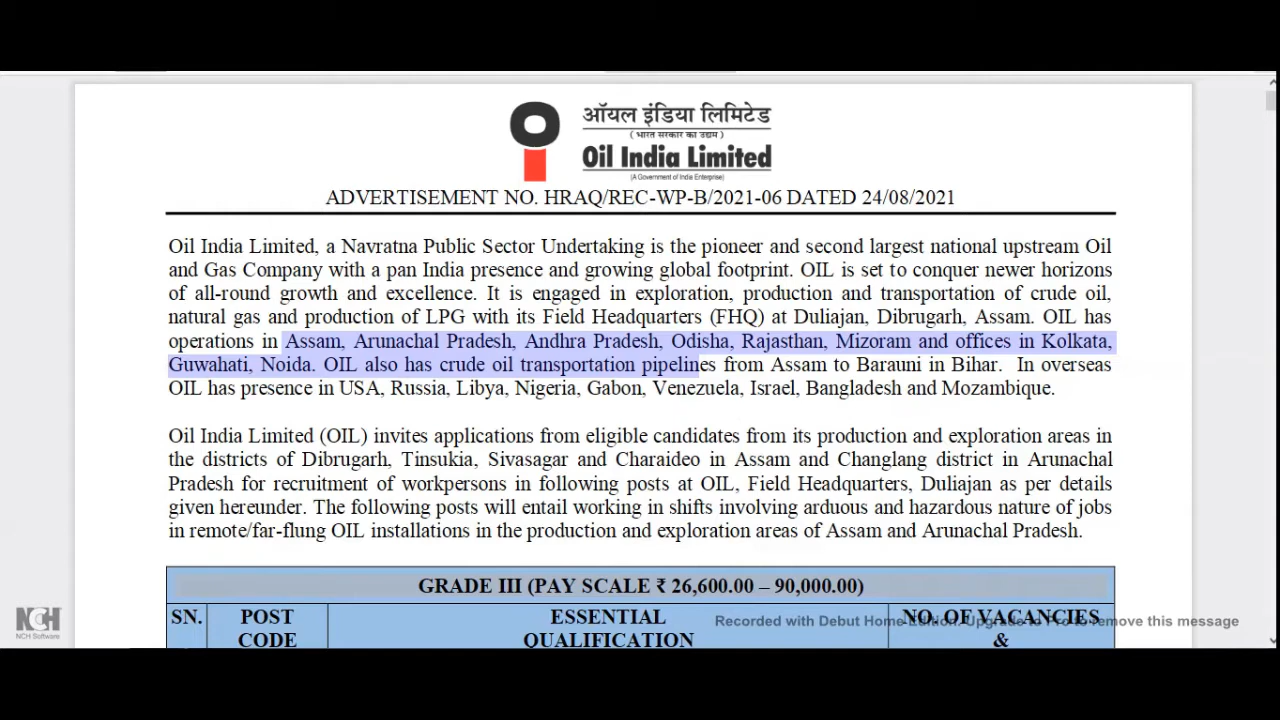 ऑयल इंडिया लिमिटेड
( भारत सरकार का उद्यम )
Oil India Limited
(A Government of India Enterprise)
ADVERTISEMENT NO. HRAQ/REC-WP-B/2021-06 DATED 24/08/2021
Oil India Limited, a Navratna Public Sector Undertaking is the pioneer and second largest national upstream Oil
and Gas Company with a pan India presence and growing global footprint. OIL is set to conquer newer horizons
of all-round growth and excellence. It is engaged in exploration, production and transportation of crude oil,
natural gas and production of LPG with its Field Headquarters (FHQ) at Duliajan, Dibrugarh, Assam. OIL has
operations in Assam, Arunachal Pradesh, Andhra Pradesh, Odisha, Rajasthan, Mizoram and offices in Kolkata,
Guwahati, Noida. OIL also has crude oil transportation pipelines from Assam to Barauni in Bihar. In overseas
OIL has presence in USA, Russia, Libya, Nigeria, Gabon, Venezuela, Israel, Bangladesh and Mozambique.
Oil India Limited (OIL) invites applications from eligible candidates from its production and exploration areas in
the districts of Dibrugarh, Tinsukia, Sivasagar and Charaideo in Assam and Changlang district in Arunachal
Pradesh for recruitment of workpersons in following posts at OIL, Field Headquarters, Duliajan as per details
given hereunder. The following posts will entail working in shifts involving arduous and hazardous nature of jobs
in remote/far-flung OIL installations in the production and exploration areas of Assam and Arunachal Pradesh.
GRADE III (PAY SCALE ₹ 26,600.00 – 90,000.00)
SN. POST ESSENTIAL NO. OF VACANCIES
CODE QUALIFICATION &
NCH
NCH Software
Recorded with Debut Home Edition. Upgrade to Pro to remove this message